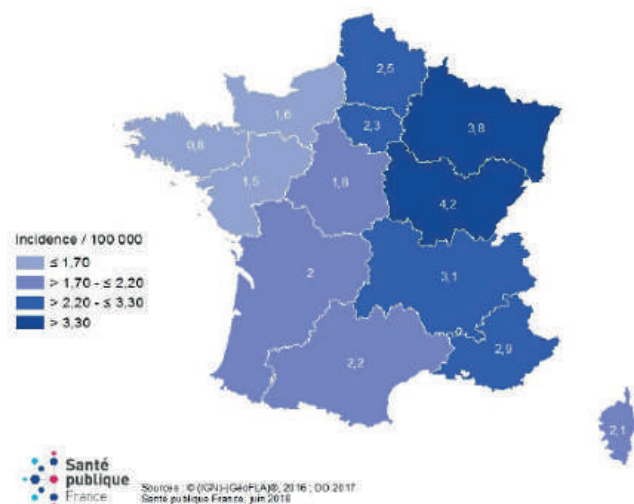 2,5
1,6
2,3
3,8
0,8
1,5
1,8
4,2
Incidence / 100 000
≤ 1,70
> 1,70 - ≤ 2,20
> 2,20 - ≤ 3,30
> 3,30
2
3,1
2,9
2,2
2,1
Santé
publique
France
Sources : © (IGN)-(GéoFLA)®, 2016 ; DO 2017
Santé publique France, juin 2018